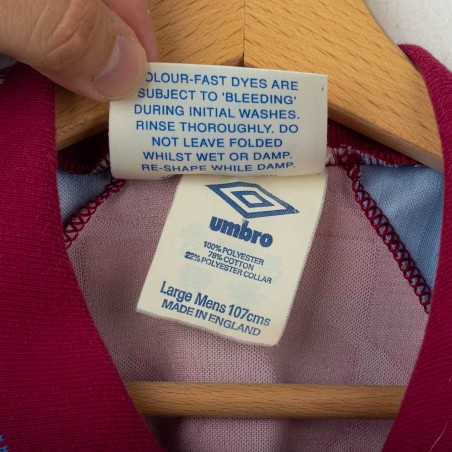 COLOUR-FAST DYES ARE
SUBJECT TO 'BLEEDING'
DURING INITIAL WASHES.
RINSE THOROUGHLY. DO
NOT LEAVE FOLDED
WHILST WET OR DAMP.
RE-SHAPE WHILE DAMP.
umbro
100% POLYESTER
78% COTTON
22% POLYESTER COLLAR
Large Mens 107cms
MADE IN ENGLAND